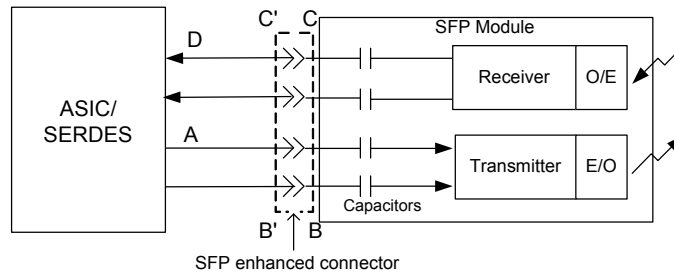 C' C
SFP Module
D
Receiver O/E
ASIC/
SERDES
A
Transmitter E/O
Capacitors
B' B
SFP enhanced connector